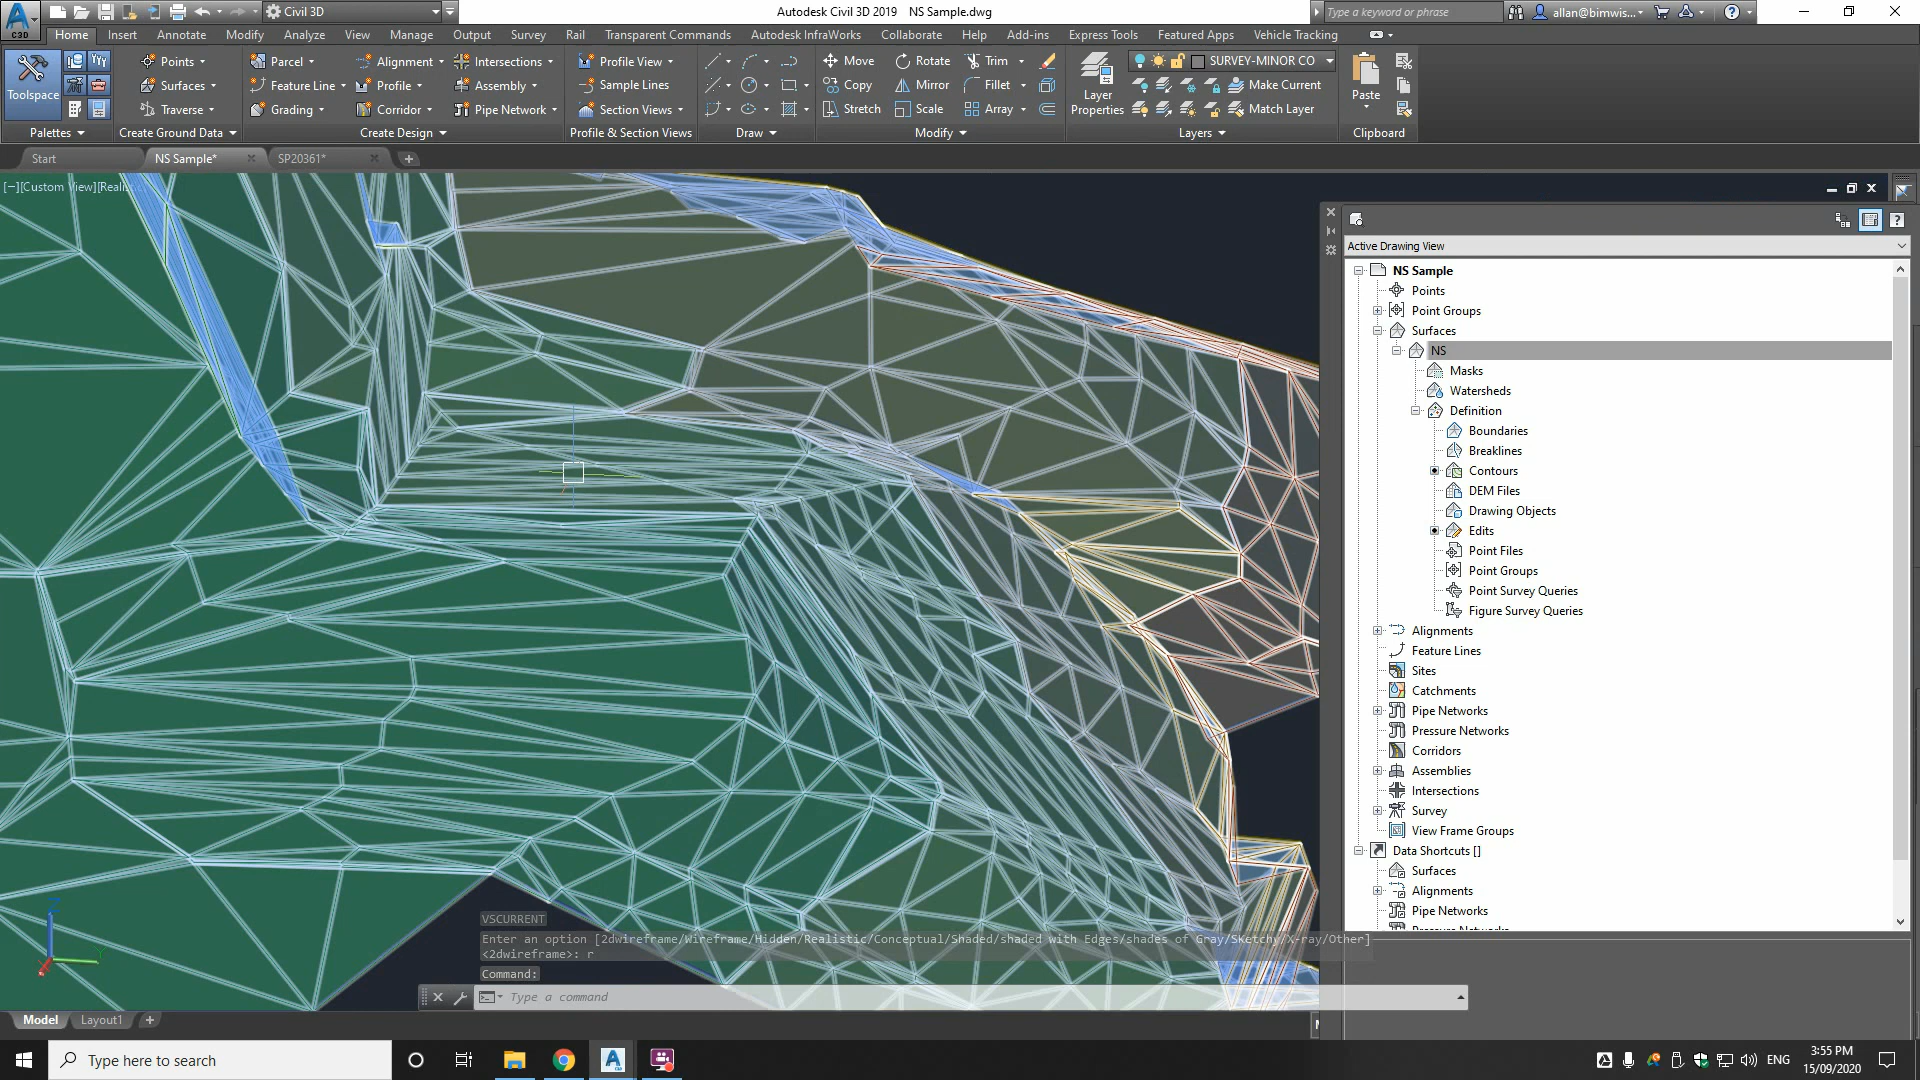 C3D
Civil 3D
Autodesk Civil 3D 2019 NS Sample.dwg
Type a keyword or phrase
allan@bimwis...
Home Insert Annotate Modify Analyze View Manage Output Survey Rail Transparent Commands Autodesk InfraWorks Collaborate Help Add-ins Express Tools Featured Apps Vehicle Tracking
Points Parcel Alignment Intersections Profile View Move Rotate Trim SURVEY-MINOR CO
Toolspace Surfaces Feature Line Profile Assembly Sample Lines Copy Mirror Fillet Layer Properties Make Current Paste
Traverse Grading Corridor Pipe Network Section Views Stretch Scale Array Match Layer
Palettes Create Ground Data Create Design Profile & Section Views Draw Modify Layers Clipboard
Start NS Sample* SP20361*
[−][Custom View][Realis
Active Drawing View
NS Sample
Points
Point Groups
Surfaces
NS
Masks
Watersheds
Definition
Boundaries
Breaklines
Contours
DEM Files
Drawing Objects
Edits
Point Files
Point Groups
Point Survey Queries
Figure Survey Queries
Alignments
Feature Lines
Sites
Catchments
Pipe Networks
Pressure Networks
Corridors
Assemblies
Intersections
Survey
View Frame Groups
Data Shortcuts []
Surfaces
Alignments
Pipe Networks
VSCURRENT
Enter an option [2dwireframe/Wireframe/Hidden/Realistic/Conceptual/Shaded/shaded with Edges/shades of Gray/SKetchy/X-ray/Other]
<2dwireframe>: r
Command:
Type a command
Model Layout1
Type here to search
ENG
3:55 PM
15/09/2020